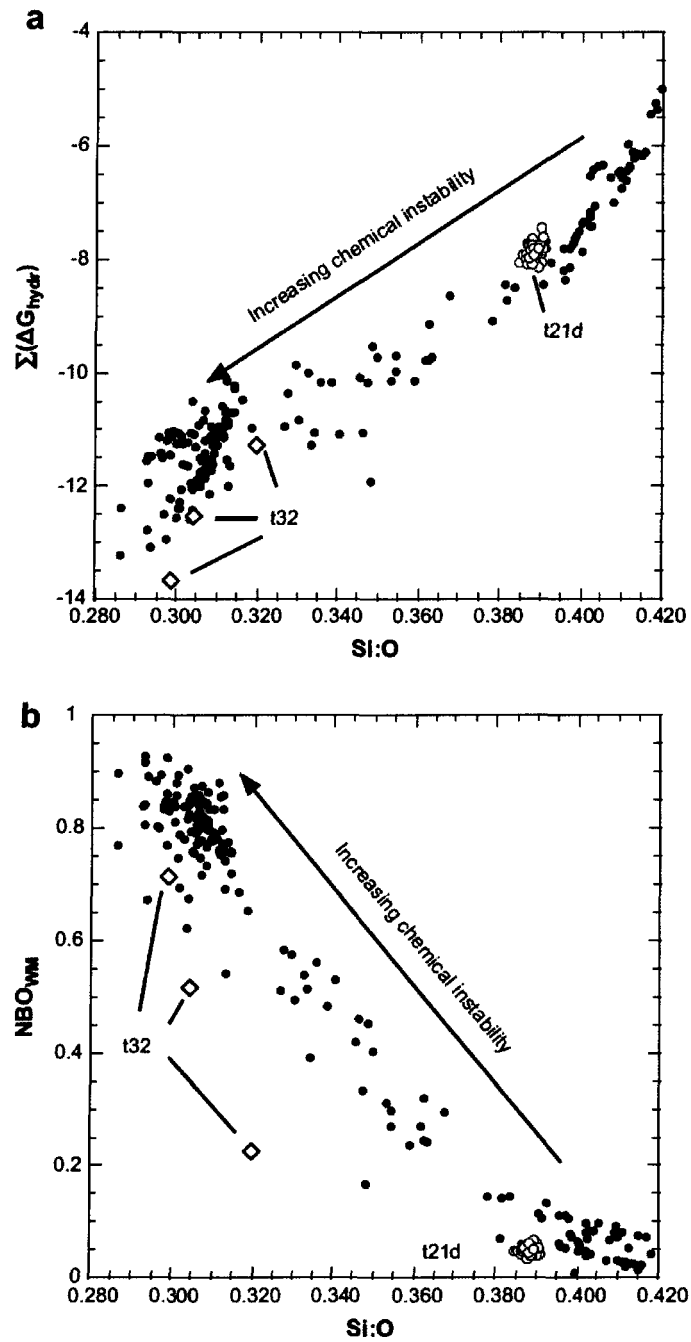 a
-4
-6
-8
-10
-12
-14
Σ(ΔGhydr)
Increasing chemical instability
t21d
t32
0.280 0.300 0.320 0.340 0.360 0.380 0.400 0.420
Si:O
b
1
0.8
0.6
0.4
0.2
0
NBOWM
Increasing chemical instability
t32
t21d
0.280 0.300 0.320 0.340 0.360 0.380 0.400 0.420
Si:O